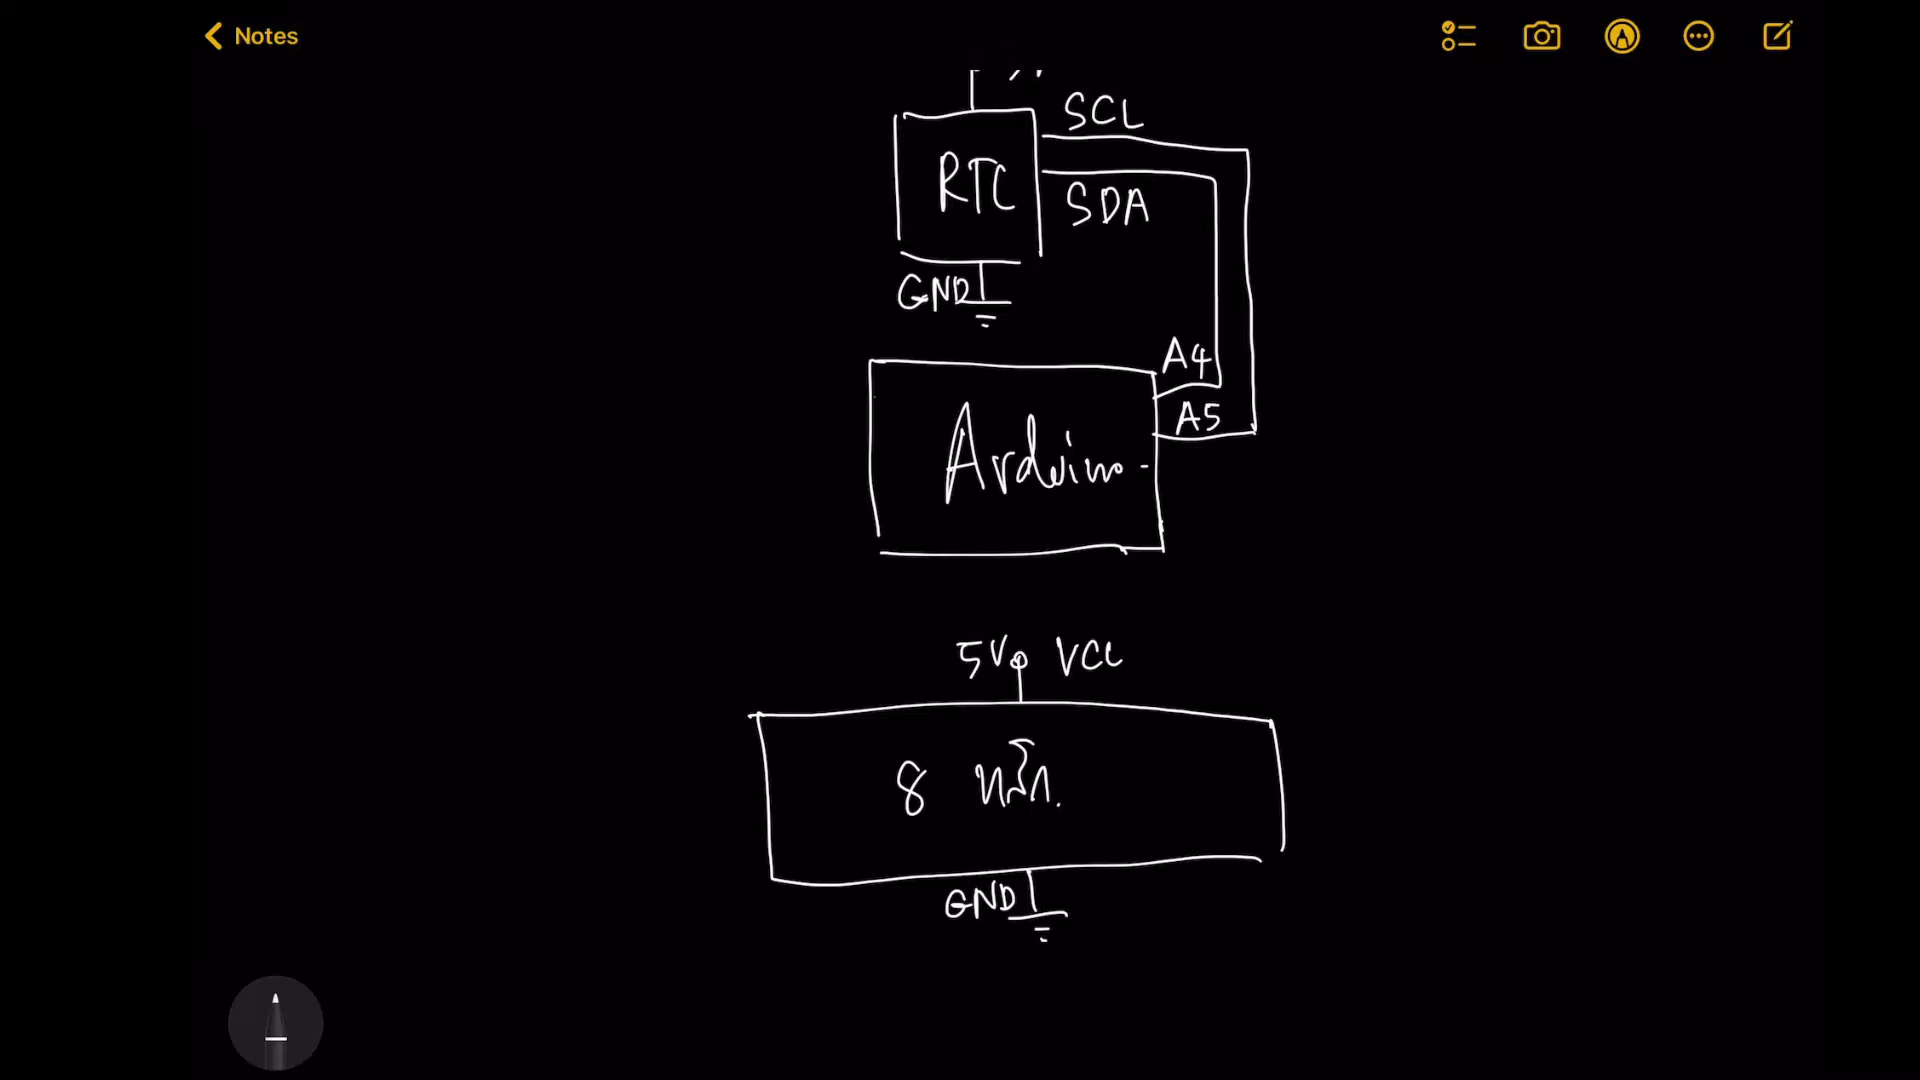 Notes
SCL
RTC
SDA
GND
A4
A5
Arduino
5V VCC
8 หลัก
GND